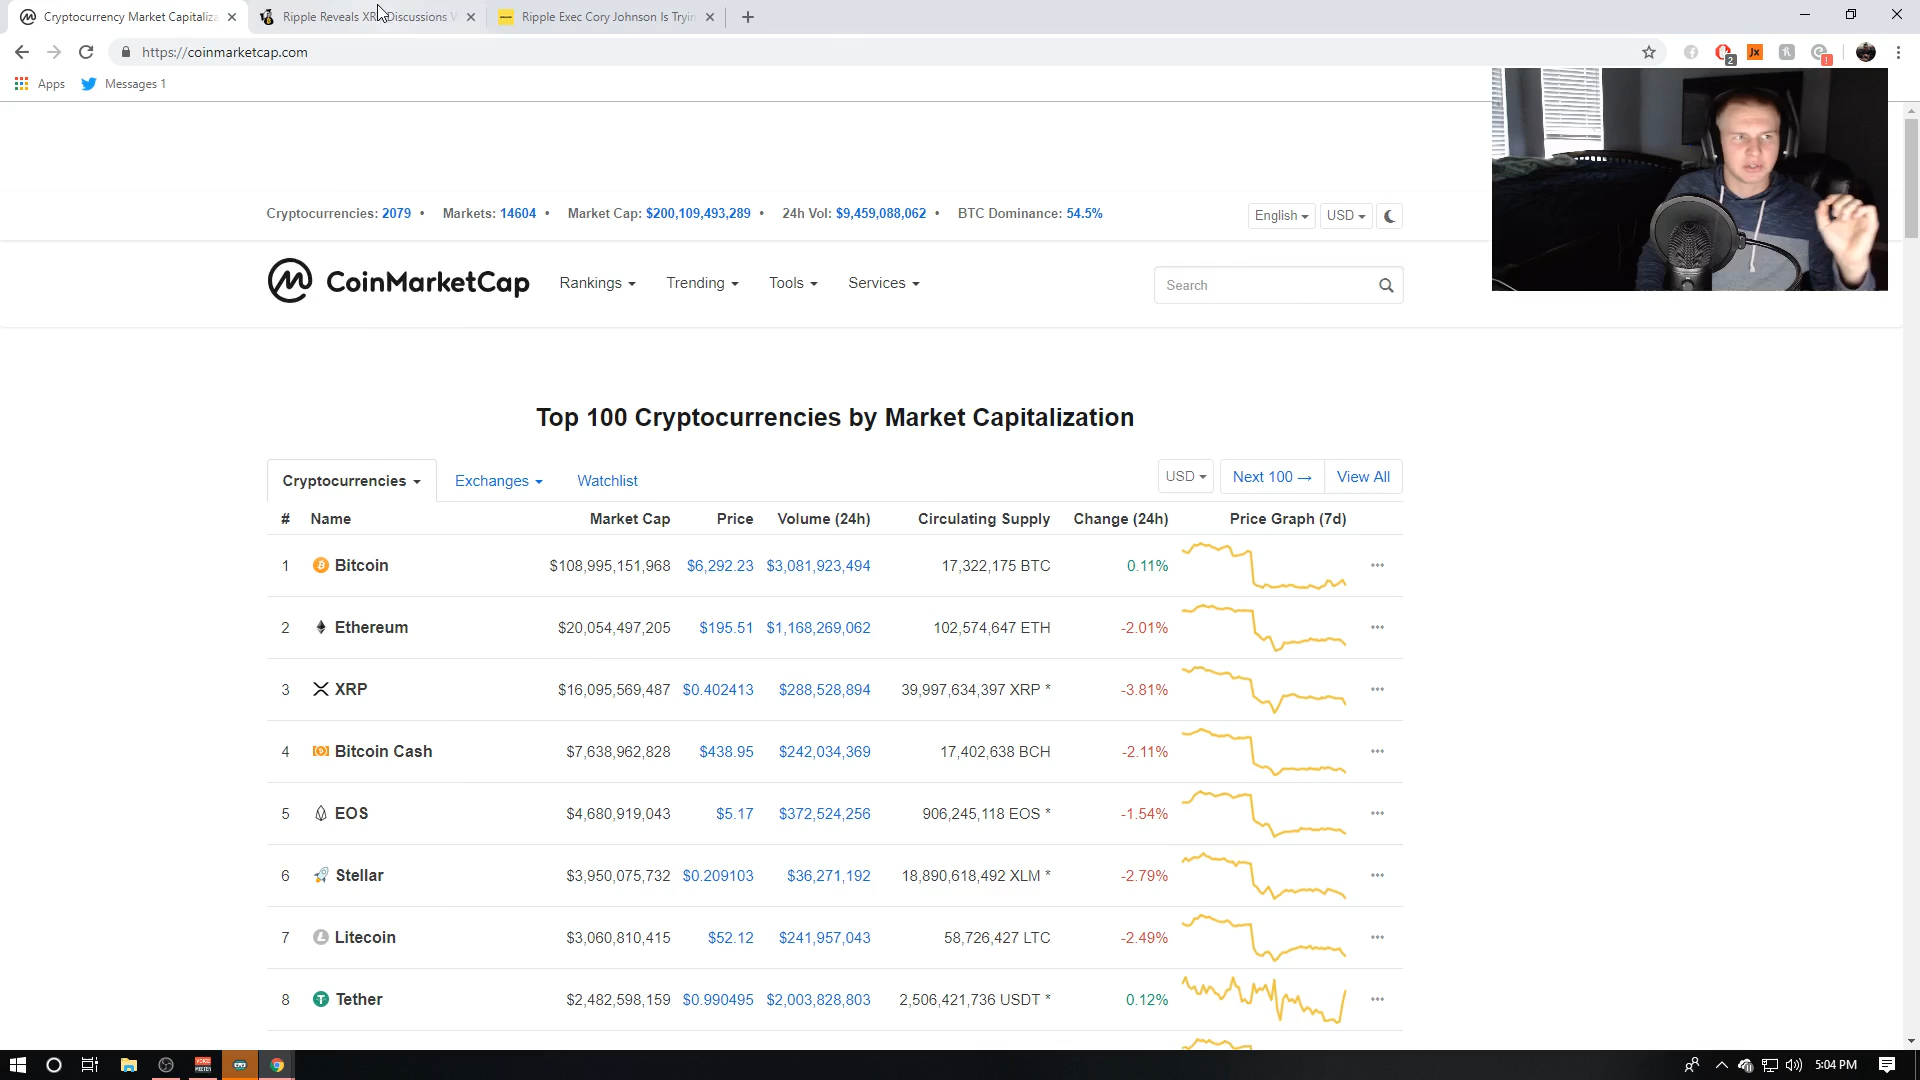 Cryptocurrency Market Capitaliza
Ripple Reveals XR Discussions
Ripple Exec Cory Johnson Is Tryin
https://coinmarketcap.com
2
Jx
!
Apps
Messages 1
Cryptocurrencies: 2079 • Markets: 14604 • Market Cap: $200,109,493,289 • 24h Vol: $9,459,088,062 • BTC Dominance: 54.5%
English USD
CoinMarketCap Rankings Trending Tools Services
Search
Top 100 Cryptocurrencies by Market Capitalization
Cryptocurrencies Exchanges Watchlist USD Next 100 → View All
# Name Market Cap Price Volume (24h) Circulating Supply Change (24h) Price Graph (7d)
1 Bitcoin $108,995,151,968 $6,292.23 $3,081,923,494 17,322,175 BTC 0.11%
2 Ethereum $20,054,497,205 $195.51 $1,168,269,062 102,574,647 ETH -2.01%
3 XRP $16,095,569,487 $0.402413 $288,528,894 39,997,634,397 XRP * -3.81%
4 Bitcoin Cash $7,638,962,828 $438.95 $242,034,369 17,402,638 BCH -2.11%
5 EOS $4,680,919,043 $5.17 $372,524,256 906,245,118 EOS * -1.54%
6 Stellar $3,950,075,732 $0.209103 $36,271,192 18,890,618,492 XLM * -2.79%
7 Litecoin $3,060,810,415 $52.12 $241,957,043 58,726,427 LTC -2.49%
8 Tether $2,482,598,159 $0.990495 $2,003,828,803 2,506,421,736 USDT * 0.12%
5:04 PM